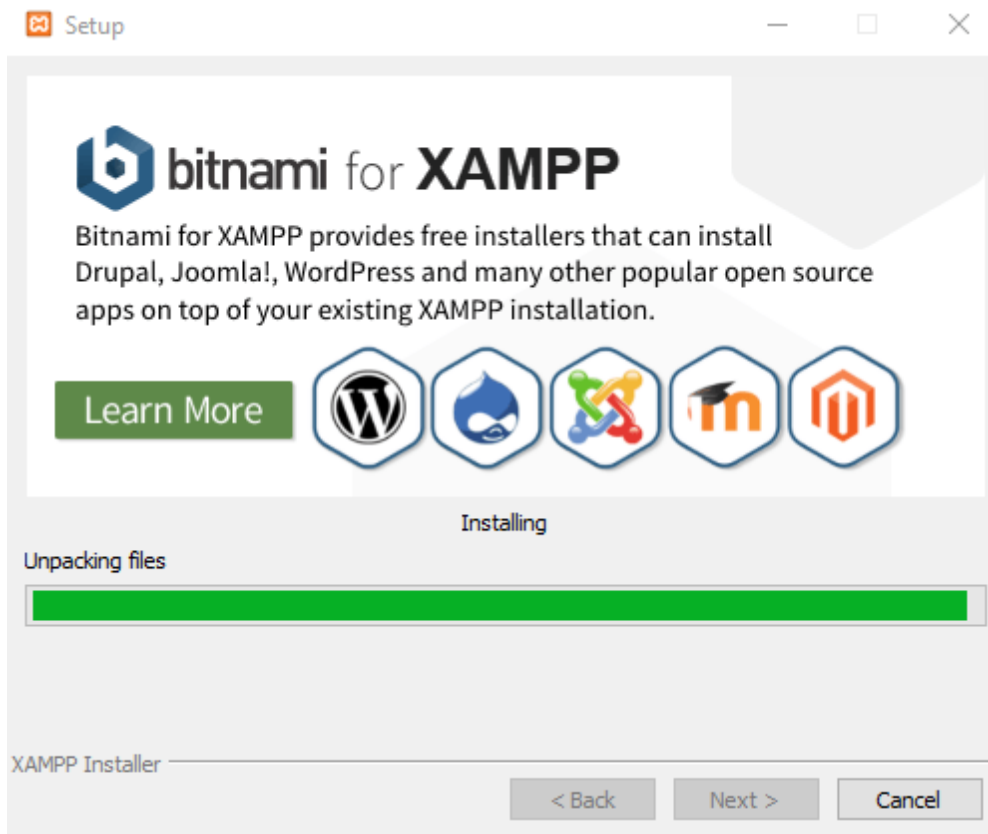 Setup
bitnami for XAMPP
Bitnami for XAMPP provides free installers that can install
Drupal, Joomla!, WordPress and many other popular open source
apps on top of your existing XAMPP installation.
Learn More
Installing
Unpacking files
XAMPP Installer
< Back Next > Cancel